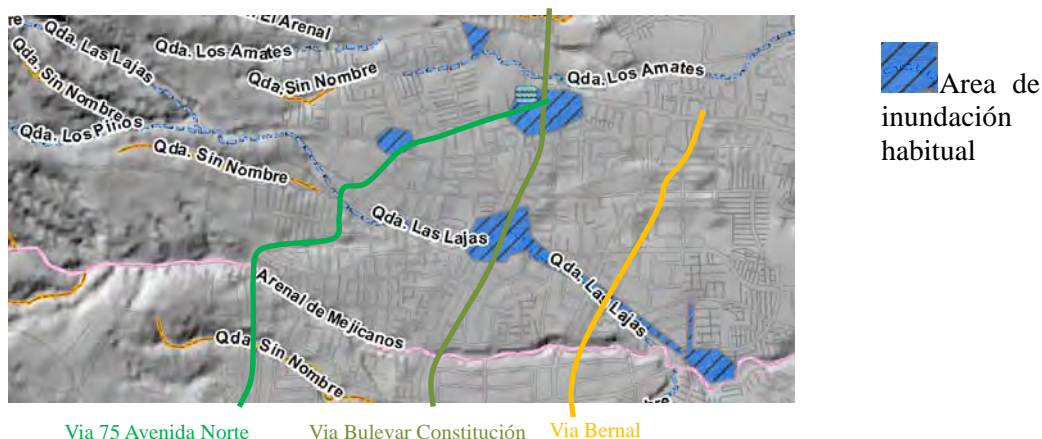 El Arenal
Qda. Los Amates
Qda. Las Lajas
Qda. Sin Nombre
Qda. Los Amates
Sin Nombre
Qda. Los Pinos
Qda. Sin Nombre
Qda. Las Lajas
Qda. Las Lajas
Arenal de Mejicanos
Qda. Sin Nombre
Area de
inundación
habitual
Via 75 Avenida Norte
Via Bulevar Constitución
Via Bernal